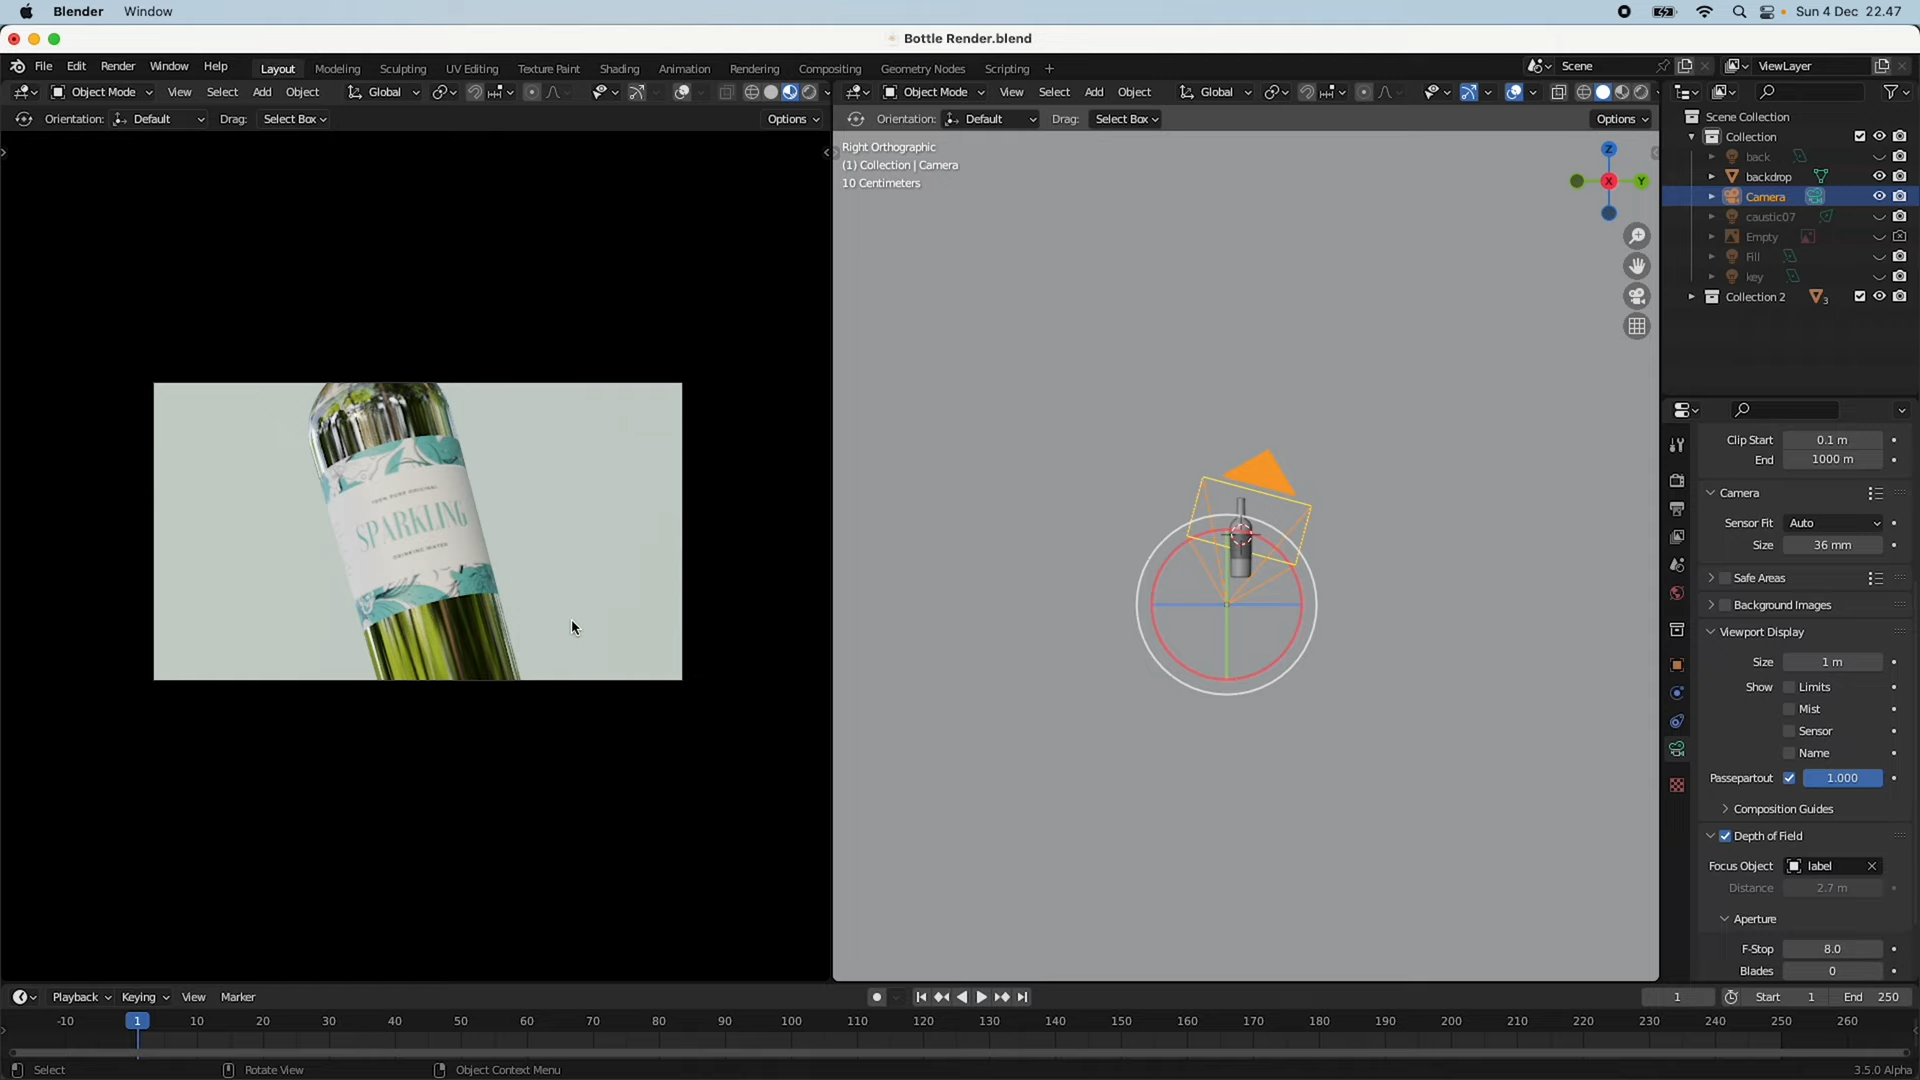 Blender Window Sun 4 Dec 22.47
Bottle Render.blend
File Edit Render Window Help Layout Modeling Sculpting UV Editing Texture Paint Shading Animation Rendering Compositing Geometry Nodes Scripting + Scene ViewLayer
Object Mode View Select Add Object Global Object Mode View Select Add Object Global
Orientation: Default Drag: Select Box Options Orientation: Default Drag: Select Box Options
Right Orthographic
(1) Collection | Camera
10 Centimeters
Z
X
Y
100% PURE ORIGINAL
SPARKLING
DRINKING WATER
Scene Collection
Collection
back
backdrop
Camera
caustic07
Empty
Fill
key
Collection 2 3
Clip Start 0.1 m
End 1000 m
Camera
Sensor Fit Auto
Size 36 mm
Safe Areas
Background Images
Viewport Display
Size 1 m
Show Limits
Mist
Sensor
Name
Passepartout 1.000
Composition Guides
Depth of Field
Focus Object label
Distance 2.7 m
Aperture
F-Stop 8.0
Blades 0
Playback Keying View Marker 1 Start 1 End 250
-10 1 10 20 30 40 50 60 70 80 90 100 110 120 130 140 150 160 170 180 190 200 210 220 230 240 250 260
Select Rotate View Object Context Menu 3.5.0 Alpha